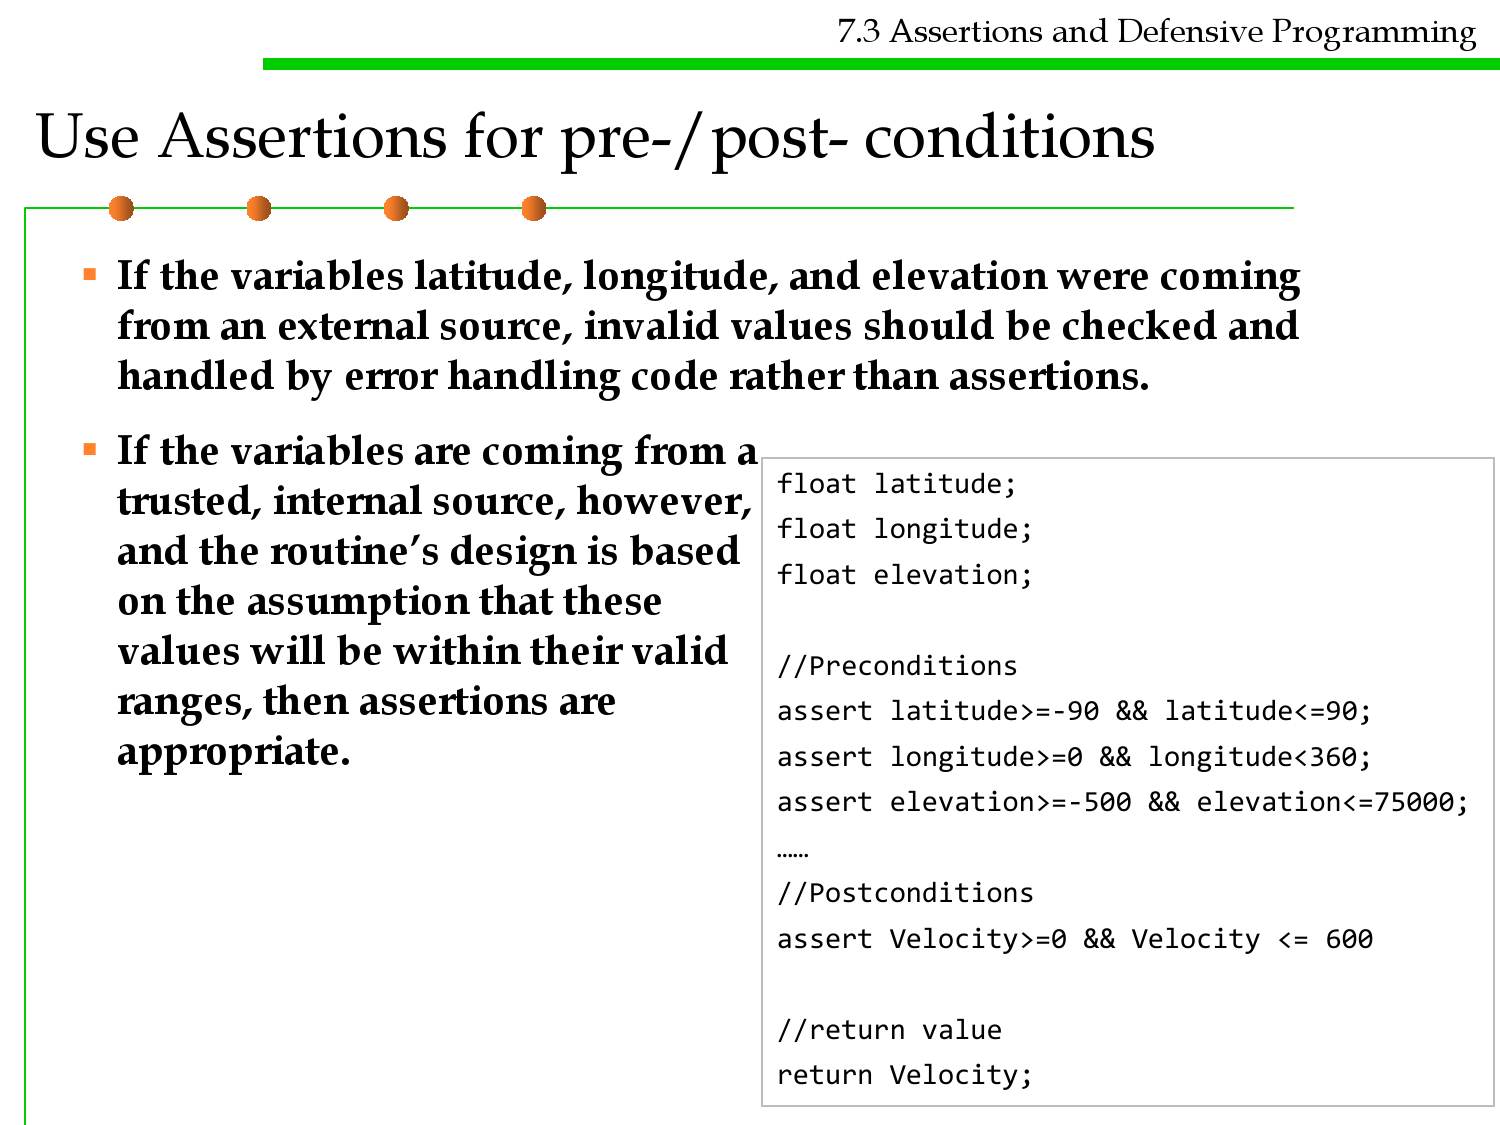 7.3 Assertions and Defensive Programming
Use Assertions for pre-/post- conditions
If the variables latitude, longitude, and elevation were coming
from an external source, invalid values should be checked and
handled by error handling code rather than assertions.
If the variables are coming from a
trusted, internal source, however,
and the routine’s design is based
on the assumption that these
values will be within their valid
ranges, then assertions are
appropriate.
float latitude;
float longitude;
float elevation;
//Preconditions
assert latitude>=-90 && latitude<=90;
assert longitude>=0 && longitude<360;
assert elevation>=-500 && elevation<=75000;
……
//Postconditions
assert Velocity>=0 && Velocity <= 600
//return value
return Velocity;